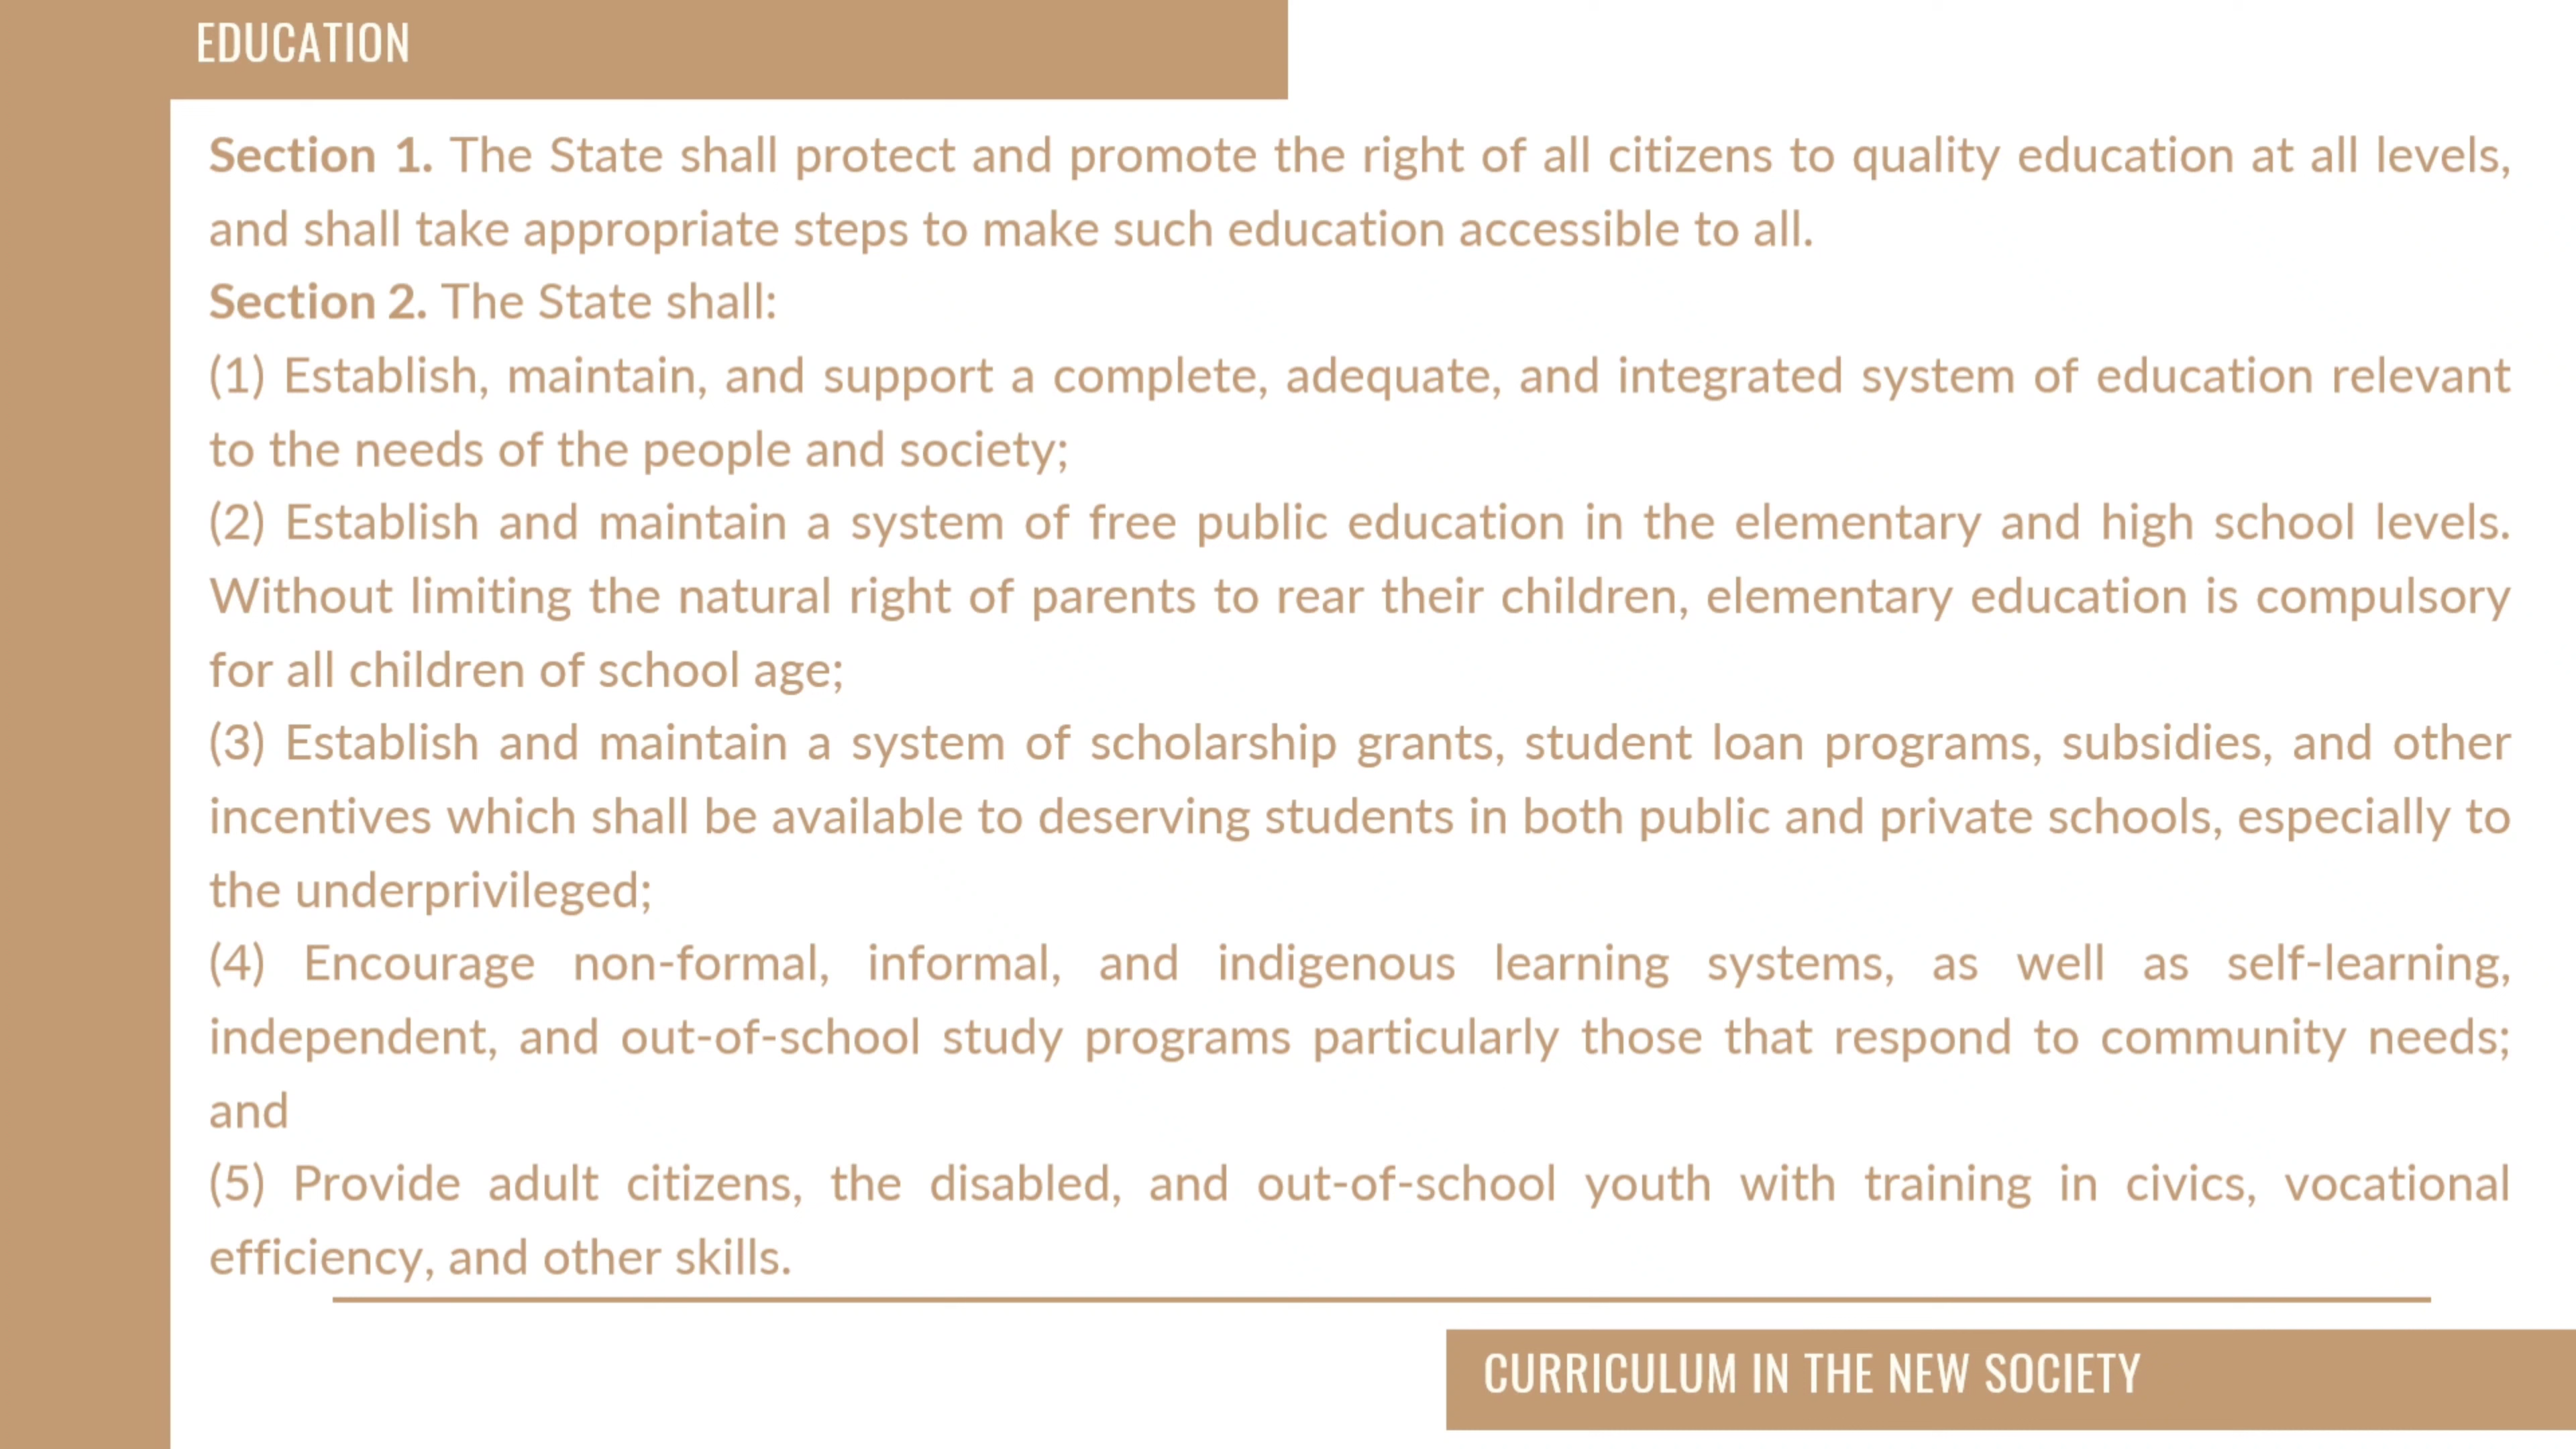 EDUCATION
Section 1. The State shall protect and promote the right of all citizens to quality education at all levels,
and shall take appropriate steps to make such education accessible to all.
Section 2. The State shall:
(1) Establish, maintain, and support a complete, adequate, and integrated system of education relevant
to the needs of the people and society;
(2) Establish and maintain a system of free public education in the elementary and high school levels.
Without limiting the natural right of parents to rear their children, elementary education is compulsory
for all children of school age;
(3) Establish and maintain a system of scholarship grants, student loan programs, subsidies, and other
incentives which shall be available to deserving students in both public and private schools, especially to
the underprivileged;
(4) Encourage non-formal, informal, and indigenous learning systems, as well as self-learning,
independent, and out-of-school study programs particularly those that respond to community needs;
and
(5) Provide adult citizens, the disabled, and out-of-school youth with training in civics, vocational
efficiency, and other skills.
CURRICULUM IN THE NEW SOCIETY